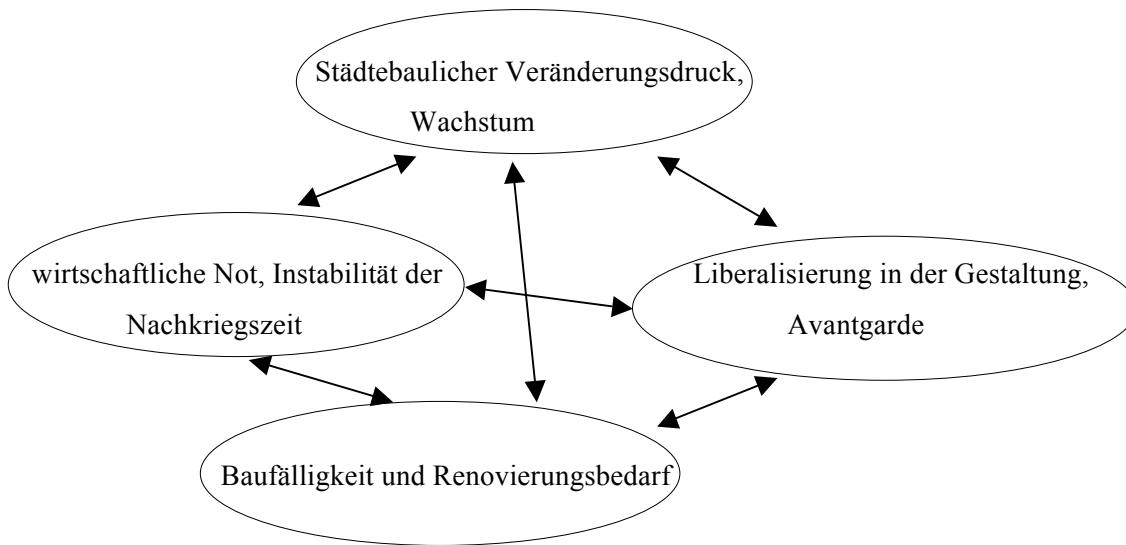 Städtebaulicher Veränderungsdruck,
Wachstum
wirtschaftliche Not, Instabilität der
Nachkriegszeit
Liberalisierung in der Gestaltung,
Avantgarde
Baufälligkeit und Renovierungsbedarf